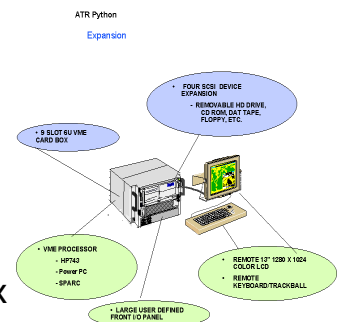 ATR Python
Expansion
• FOUR SCSI DEVICE
EXPANSION
- REMOVABLE HD DRIVE,
CD ROM, DAT TAPE,
FLOPPY, ETC.
• 9 SLOT 6U VME
CARD BOX
• VME PROCESSOR
- HP743
- Power PC
- SPARC
• REMOTE 13" 1280 X 1024
COLOR LCD
• REMOTE
KEYBOARD/TRACKBALL
X
• LARGE USER DEFINED
FRONT I/O PANEL